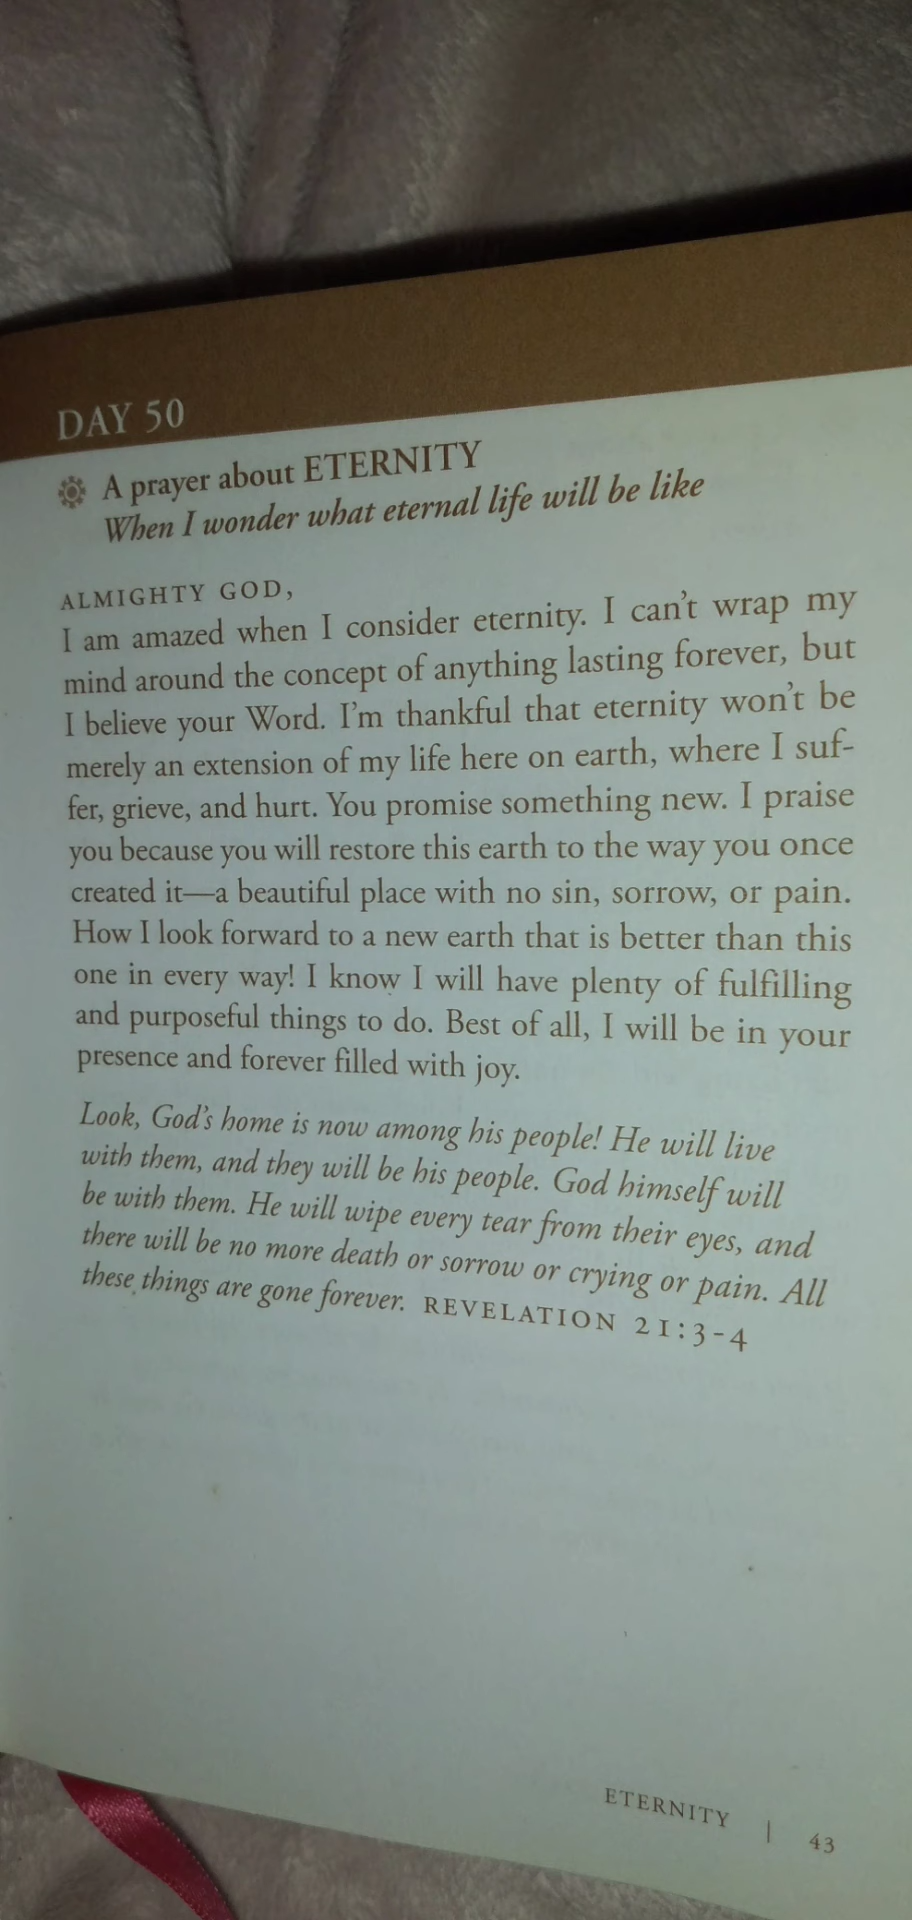 DAY 50
A prayer about ETERNITY
When I wonder what eternal life will be like
ALMIGHTY GOD,
I am amazed when I consider eternity. I can't wrap my
mind around the concept of anything lasting forever, but
I believe your Word. I'm thankful that eternity won't be
merely an extension of my life here on earth, where I suf-
fer, grieve, and hurt. You promise something new. I praise
you because you will restore this earth to the way you once
created it—a beautiful place with no sin, sorrow, or pain.
How I look forward to a new earth that is better than this
one in every way! I know I will have plenty of fulfilling
and purposeful things to do. Best of all, I will be in your
presence and forever filled with joy.
Look, God's home is now among his people! He will live
with them, and they will be his people. God himself will
be with them. He will wipe every tear from their eyes, and
there will be no more death or sorrow or crying or pain. All
these things are gone forever. REVELATION 21:3-4
ETERNITY | 43